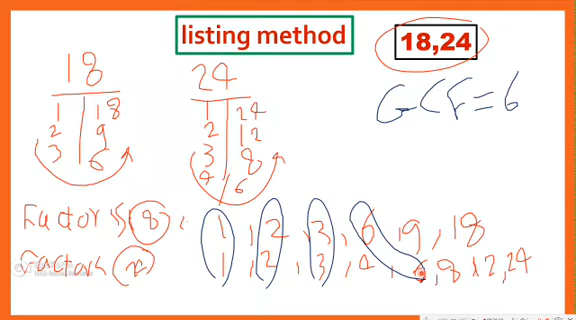 listing method
18,24
18
1 18
2 9
3 6
24
1 24
2 12
3 8
4 6
GCF=6
Factors 18 : 1, 2, 3, 6, 9, 18
Factors 1, 2, 3, 4, 6, 8, 12, 24